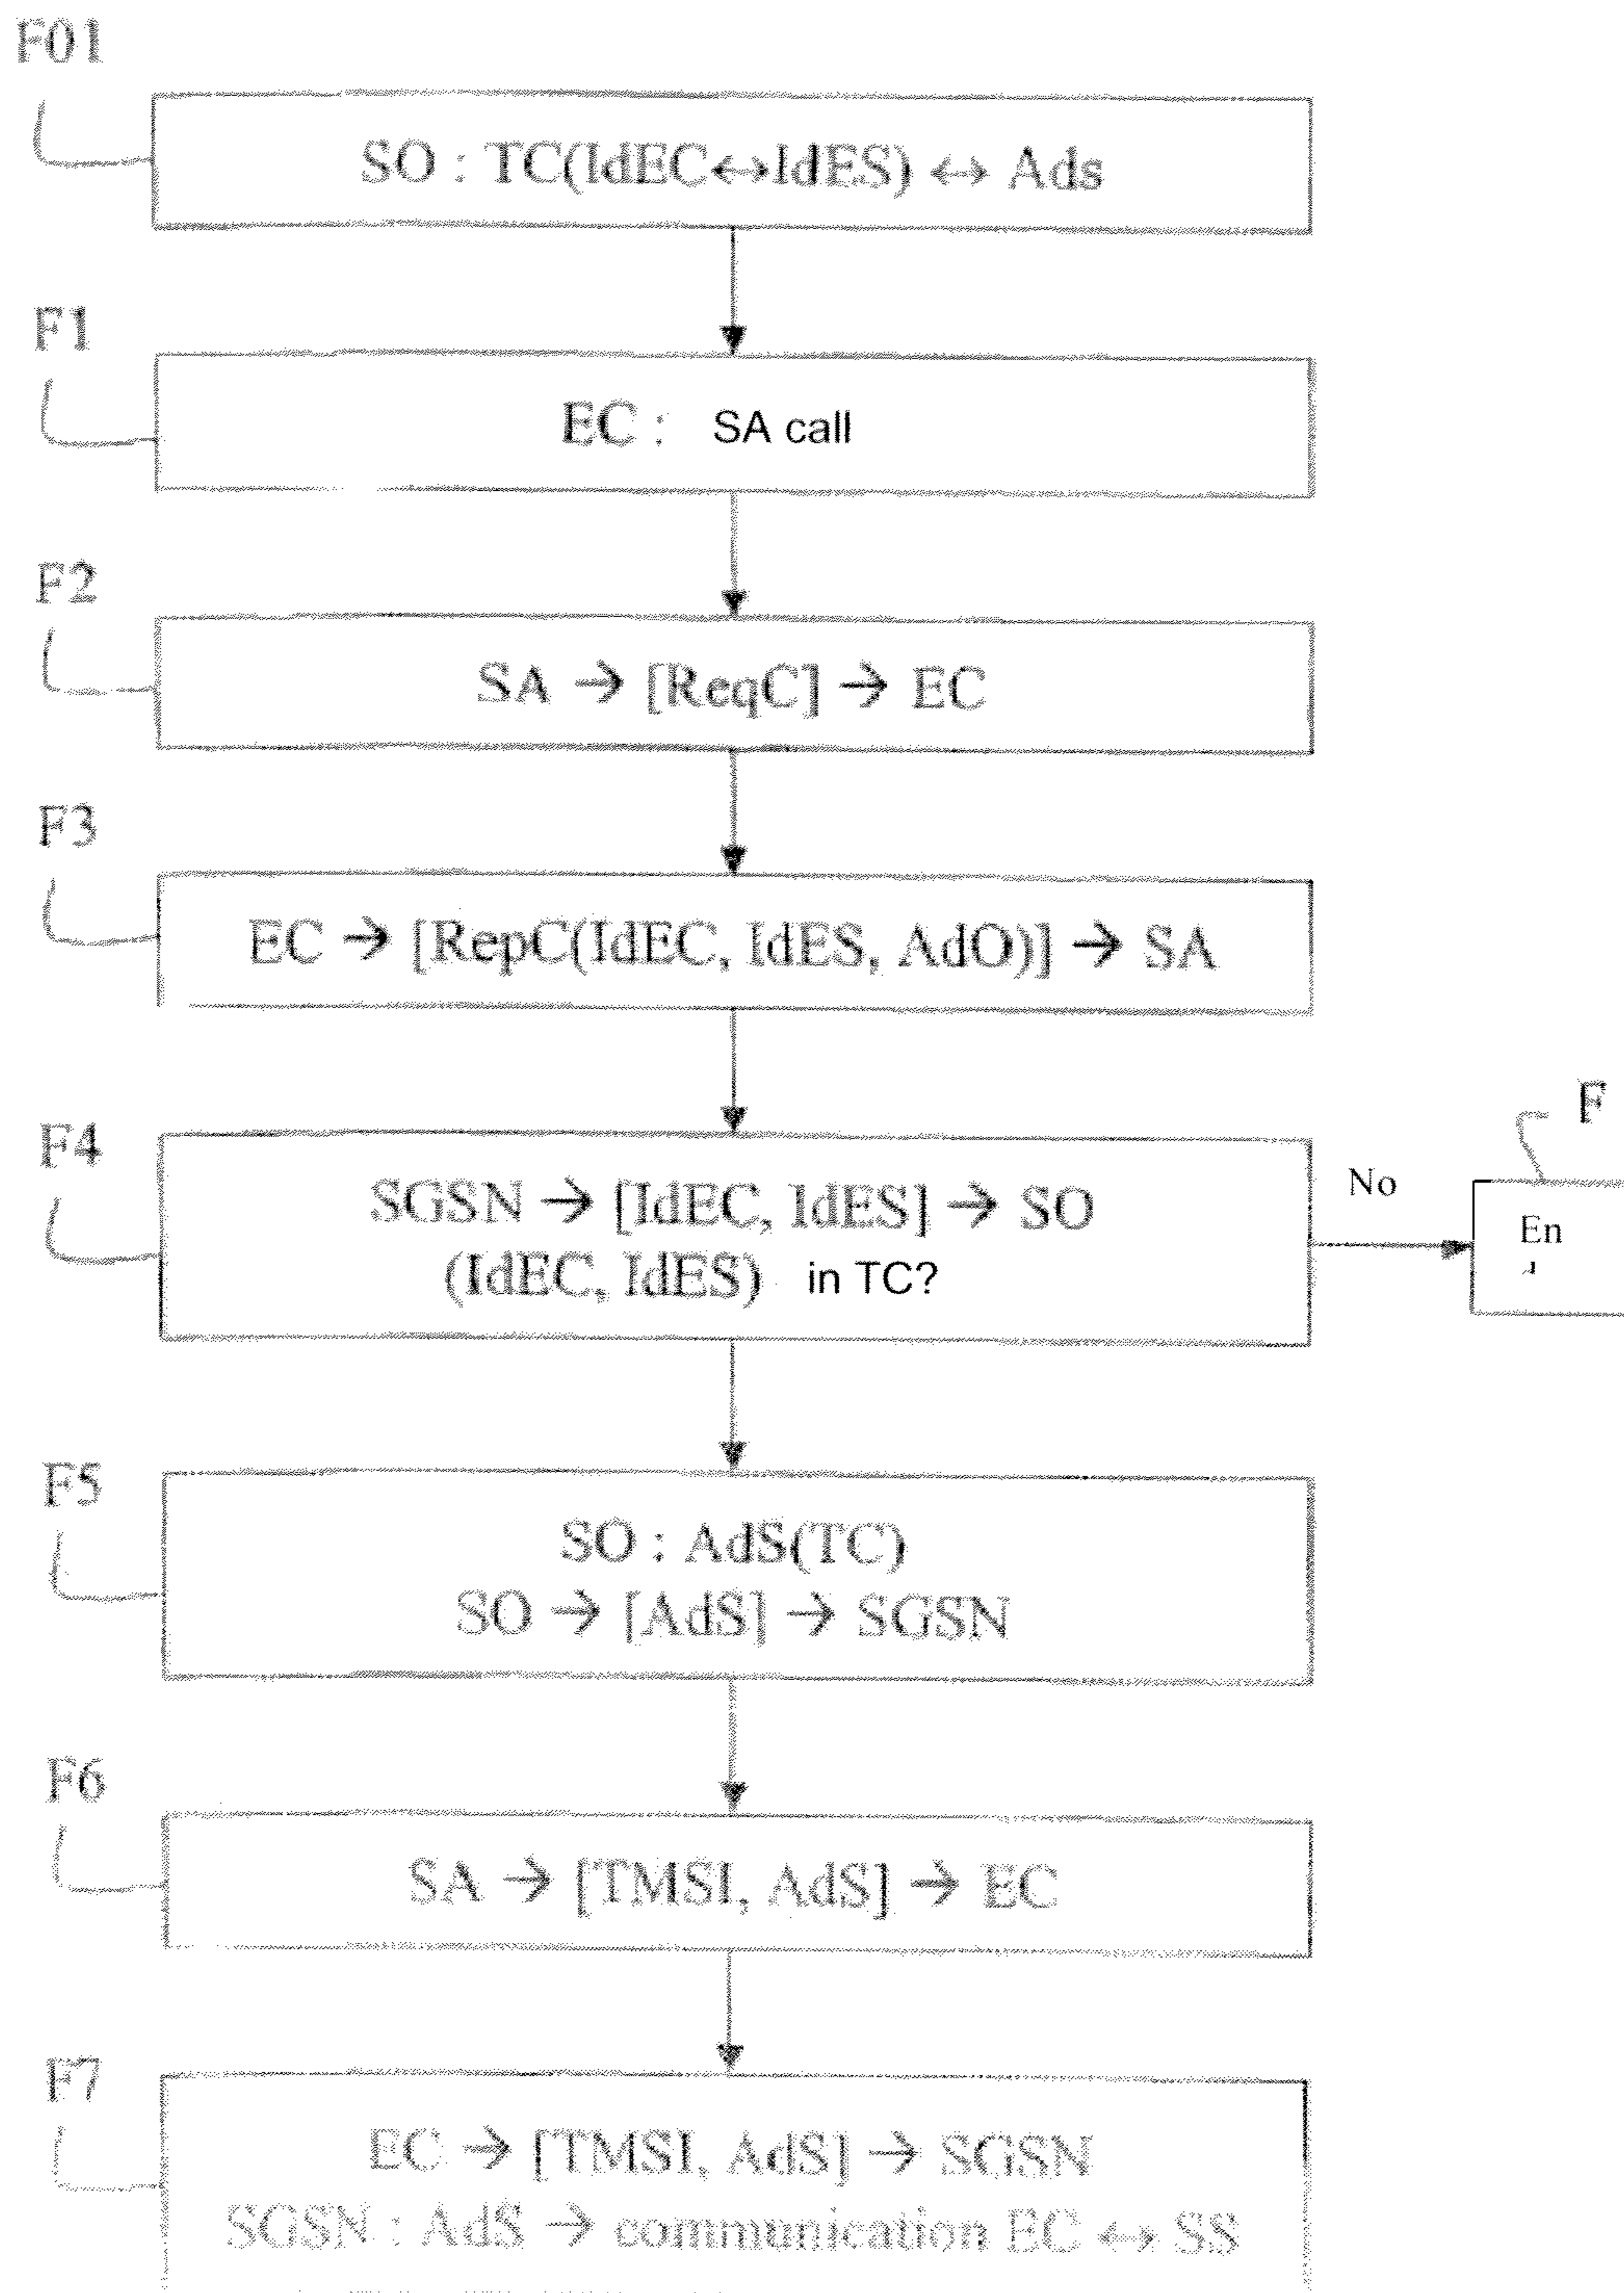 F01
SO : TC(IdEC↔IdES) ↔ Ads
F1
EC : SA call
F2
SA → [ReqC] → EC
F3
EC → [RepC(IdEC, IdES, AdO)] → SA
F4
SGSN → [IdEC, IdES] → SO
(IdEC, IdES) in TC?
No
F
En
F5
SO : AdS(TC)
SO → [AdS] → SGSN
F6
SA → [TMSI, AdS] → EC
F7
EC → [TMSI, AdS] → SGSN
SGSN : AdS → communication EC ↔ SS